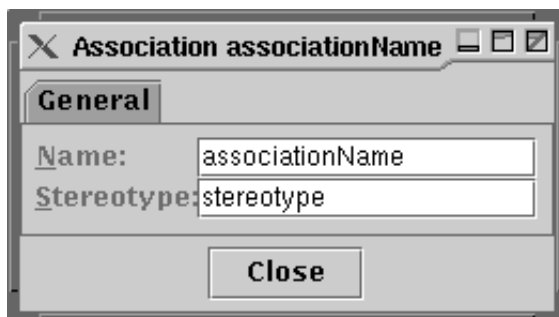 Association associationName
General
Name: associationName
Stereotype: stereotype
Close